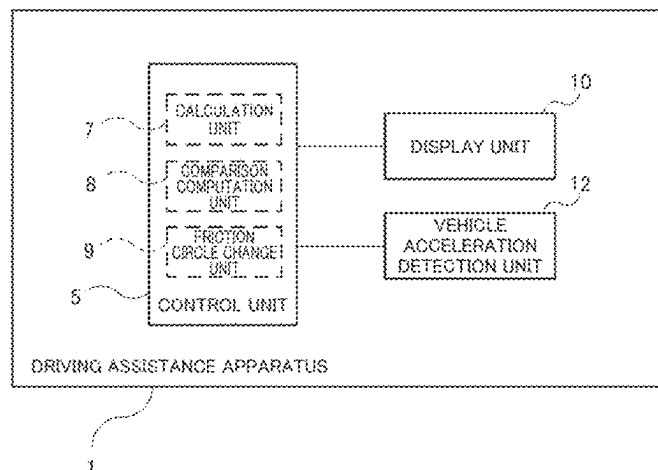 7
CALCULATION
UNIT
8
COMPARISON
COMPUTATION
UNIT
9
FRICTION
CIRCLE CHANGE
UNIT
5
CONTROL UNIT
10
DISPLAY UNIT
12
VEHICLE
ACCELERATION
DETECTION UNIT
DRIVING ASSISTANCE APPARATUS
1